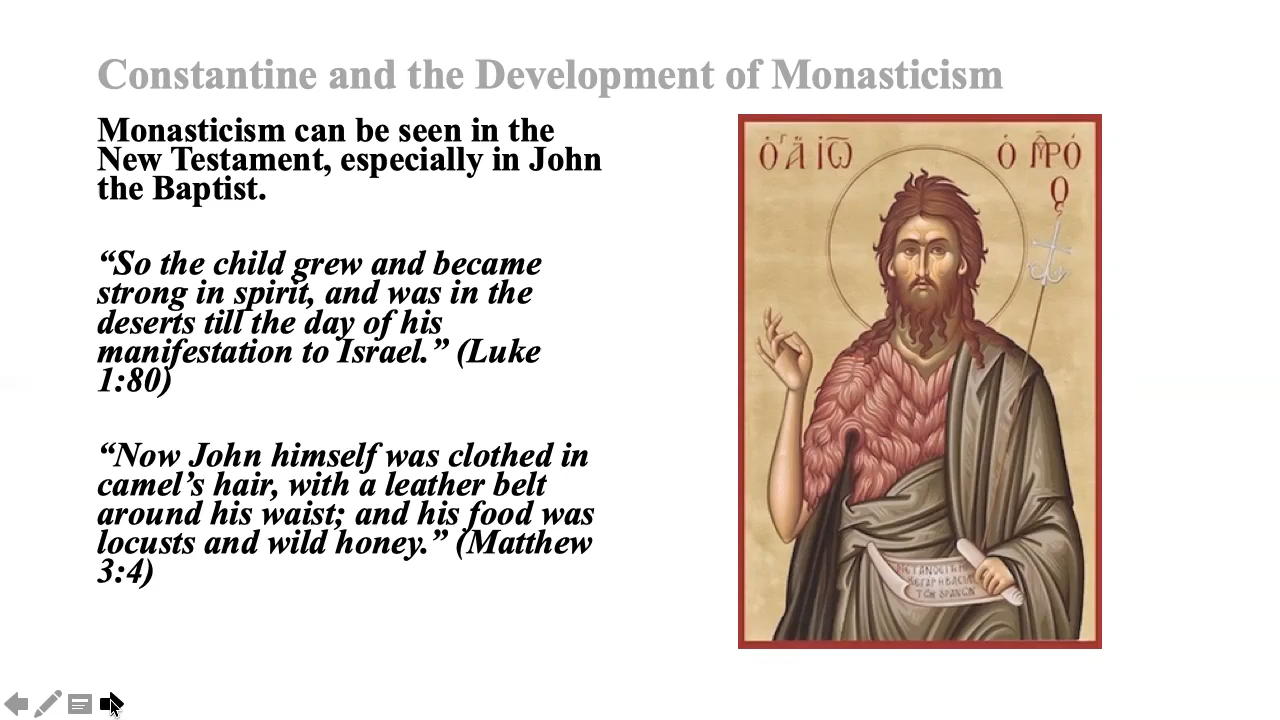 Constantine and the Development of Monasticism
Monasticism can be seen in the
New Testament, especially in John
the Baptist.
“So the child grew and became
strong in spirit, and was in the
deserts till the day of his
manifestation to Israel.” (Luke
1:80)
“Now John himself was clothed in
camel’s hair, with a leather belt
around his waist; and his food was
locusts and wild honey.” (Matthew
3:4)